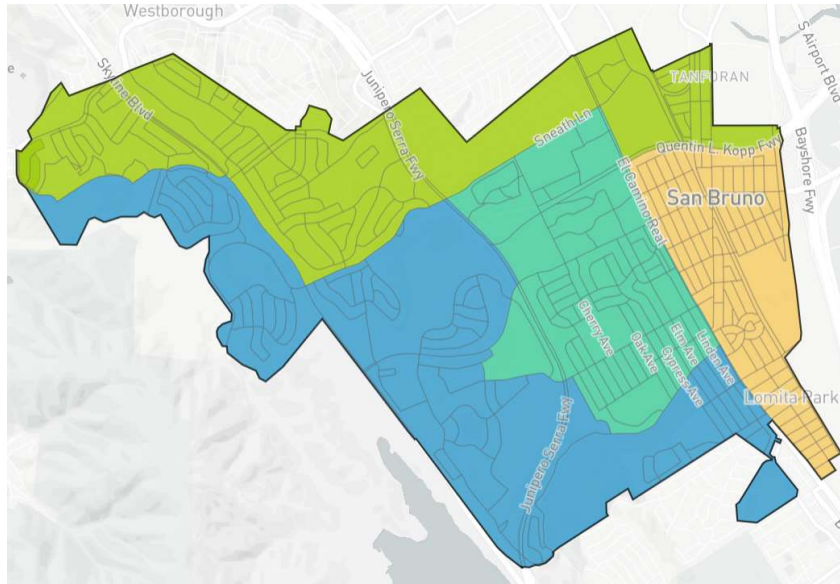 Westborough
Skyline Blvd
Junipero Serra Fwy
S Airport Blvd
TANFORAN
Sneath Ln
Quentin L. Kopp Fwy
Bayshore Fwy
El Camino Real
San Bruno
Cherry Ave
Oak Ave
Elm Ave
Cypress Ave
Linden Ave
Lomita Park
Junipero Serra Fwy